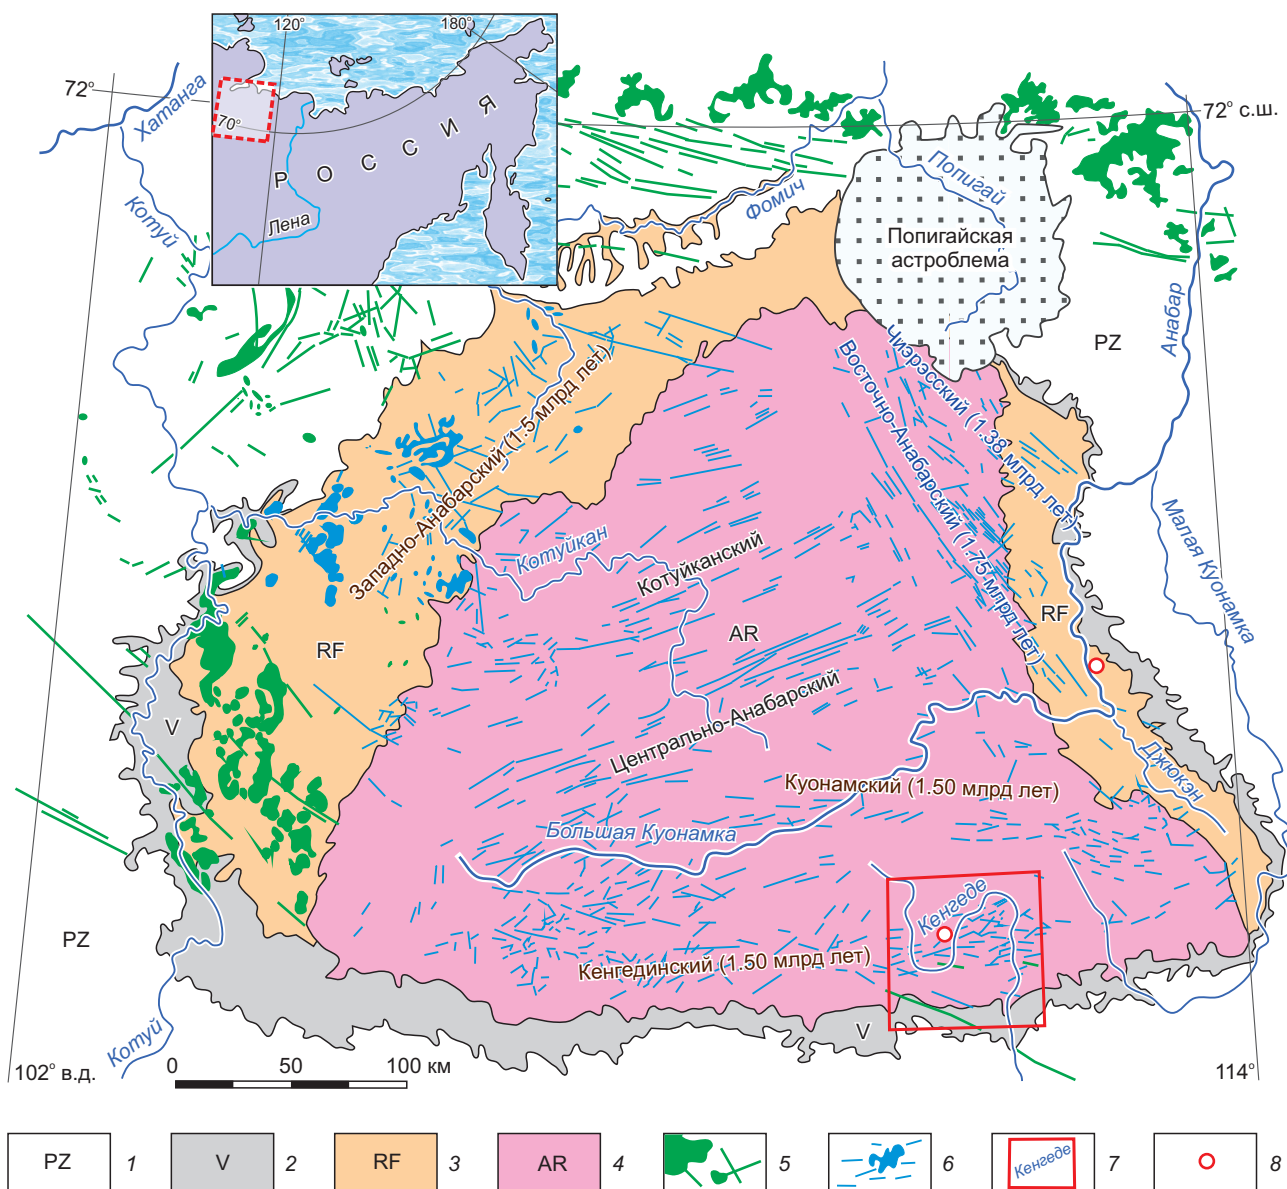 120°
180°
70°
РОССИЯ
Лена
72°
72° с.ш.
Хатанга
Котуй
Фомич
Попигай
Попигайская
астроблема
Анабар
PZ
Чиэрэсский (1.38 млрд лет)
Восточно-Анабарский (1.75 млрд лет)
Западно-Анабарский (1.5 млрд лет)
Котуйкан
Котуйканский
Малая Куонамка
RF
AR
RF
V
Центрально-Анабарский
Джюкэн
Куонамский (1.50 млрд лет)
Большая Куонамка
Кенгеде
PZ
Кенгединский (1.50 млрд лет)
V
Котуй
102° в.д.
0 50 100 км
114°
PZ 1 V 2 RF 3 AR 4 5 6 Кенгеде 7 8